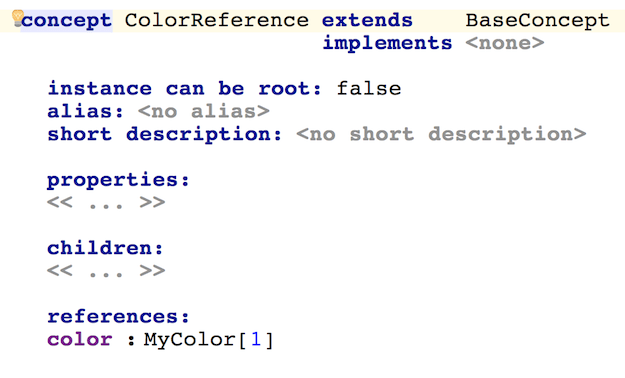 concept ColorReference extends BaseConcept
implements <none>
instance can be root: false
alias: <no alias>
short description: <no short description>
properties:
<< ... >>
children:
<< ... >>
references:
color : MyColor[1]